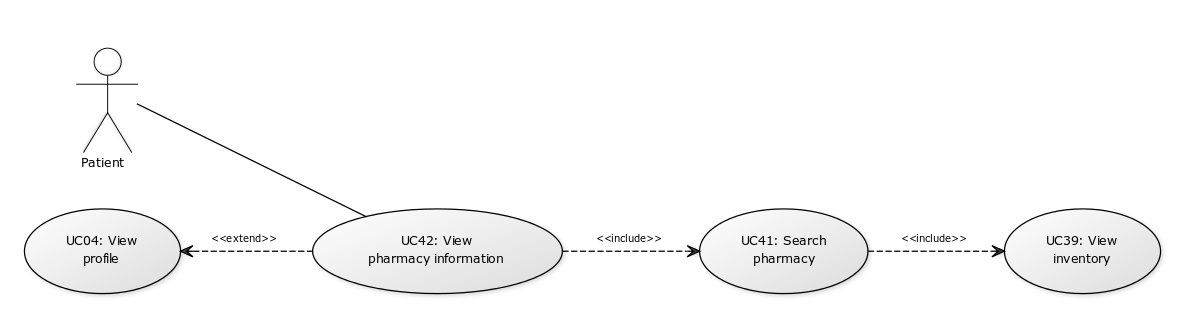 Patient
UC04: View
profile
<<extend>>
UC42: View
pharmacy information
<<include>>
UC41: Search
pharmacy
<<include>>
UC39: View
inventory